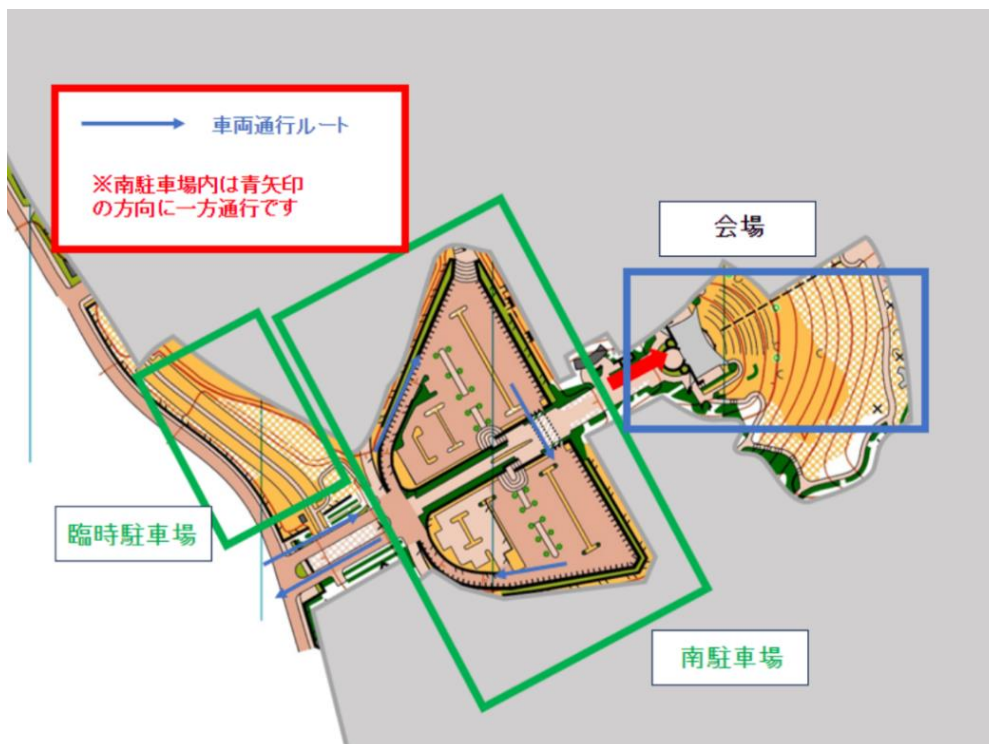 車両通行ルート
※南駐車場内は青矢印
の方向に一方通行です
会場
臨時駐車場
南駐車場